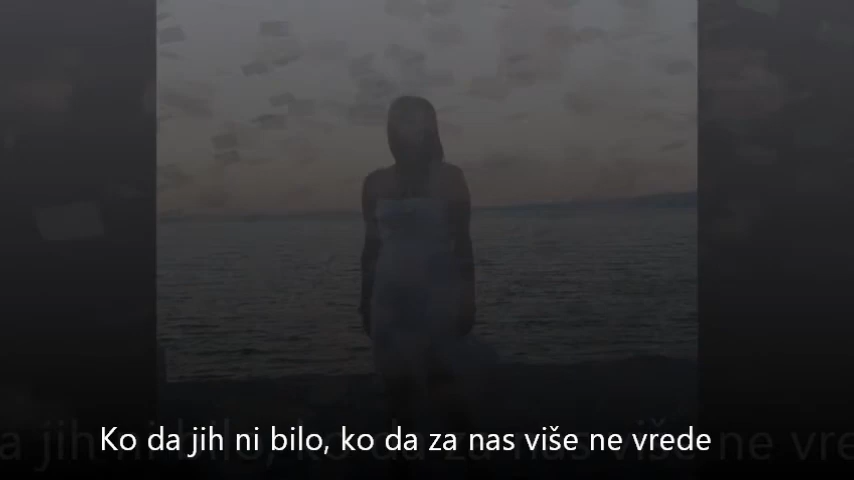 Ko da jih ni bilo, ko da za nas više ne vrede